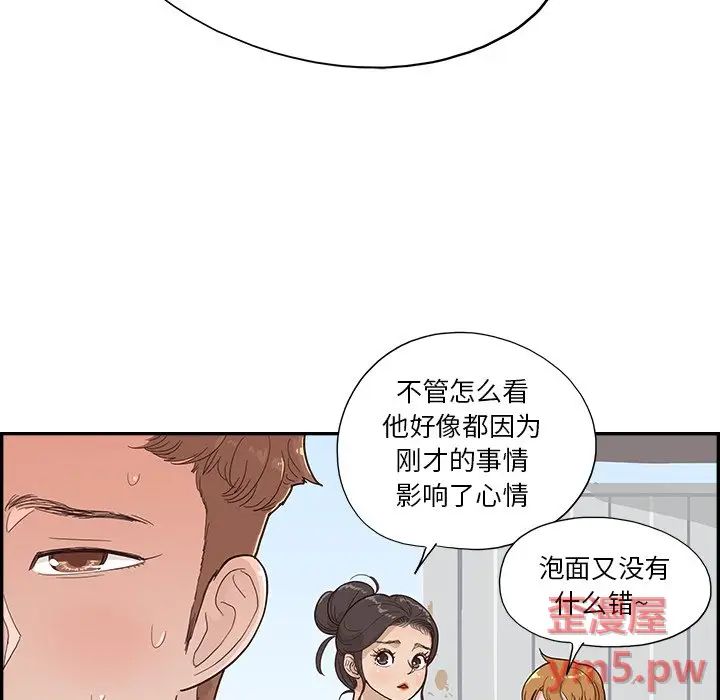 不管怎么看
他好像都因为
刚才的事情
影响了心情
泡面又没有
什么错~
歪漫屋
ym5.pw